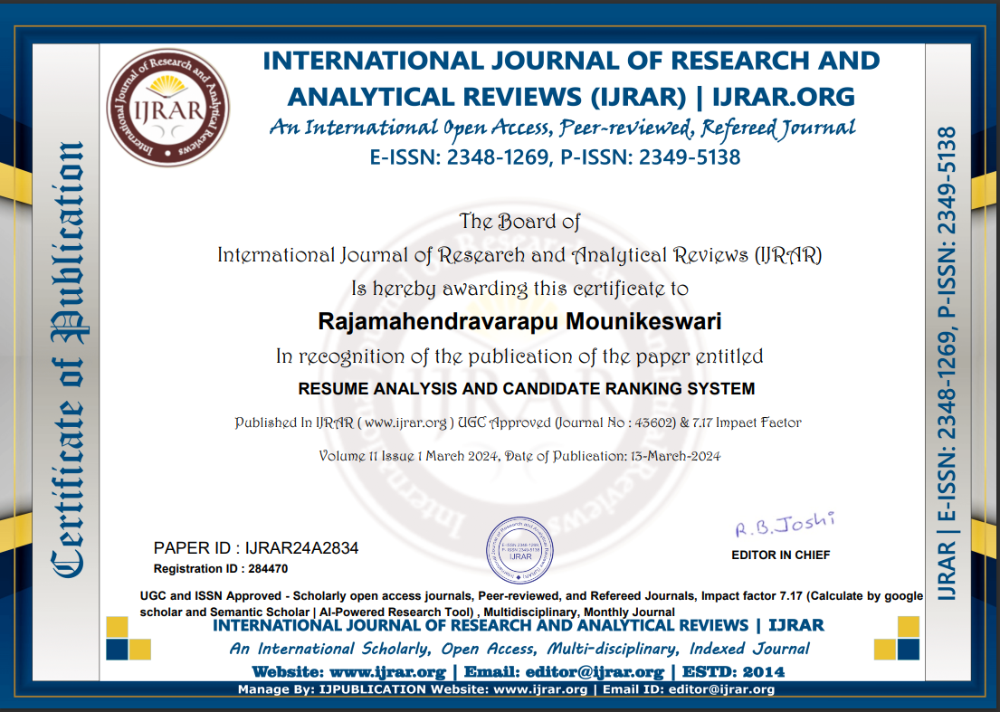 INTERNATIONAL JOURNAL OF RESEARCH AND
ANALYTICAL REVIEWS (IJRAR) | IJRAR.ORG
An International Open Access, Peer-reviewed, Refereed Journal
E-ISSN: 2348-1269, P-ISSN: 2349-5138
International Journal of Research and Analytical Reviews
IJRAR
Certificate of Publication
The Board of
International Journal of Research and Analytical Reviews (IJRAR)
Is hereby awarding this certificate to
Rajamahendravarapu Mounikeswari
In recognition of the publication of the paper entitled
RESUME ANALYSIS AND CANDIDATE RANKING SYSTEM
Published In IJRAR ( www.ijrar.org ) UGC Approved (Journal No : 43602) & 7.17 Impact Factor
Volume 11 Issue 1 March 2024, Date of Publication: 13-March-2024
PAPER ID : IJRAR24A2834
Registration ID : 284470
International Journal of Research and Analytical Reviews (IJRAR)
E-ISSN 2348-1269,
P- ISSN 2349-5138
IJRAR
R.B.Joshi
EDITOR IN CHIEF
UGC and ISSN Approved - Scholarly open access journals, Peer-reviewed, and Refereed Journals, Impact factor 7.17 (Calculate by google
scholar and Semantic Scholar | AI-Powered Research Tool) , Multidisciplinary, Monthly Journal
INTERNATIONAL JOURNAL OF RESEARCH AND ANALYTICAL REVIEWS | IJRAR
An International Scholarly, Open Access, Multi-disciplinary, Indexed Journal
Website: www.ijrar.org | Email: editor@ijrar.org | ESTD: 2014
Manage By: IJPUBLICATION Website: www.ijrar.org | Email ID: editor@ijrar.org
IJRAR | E-ISSN: 2348-1269, P-ISSN: 2349-5138